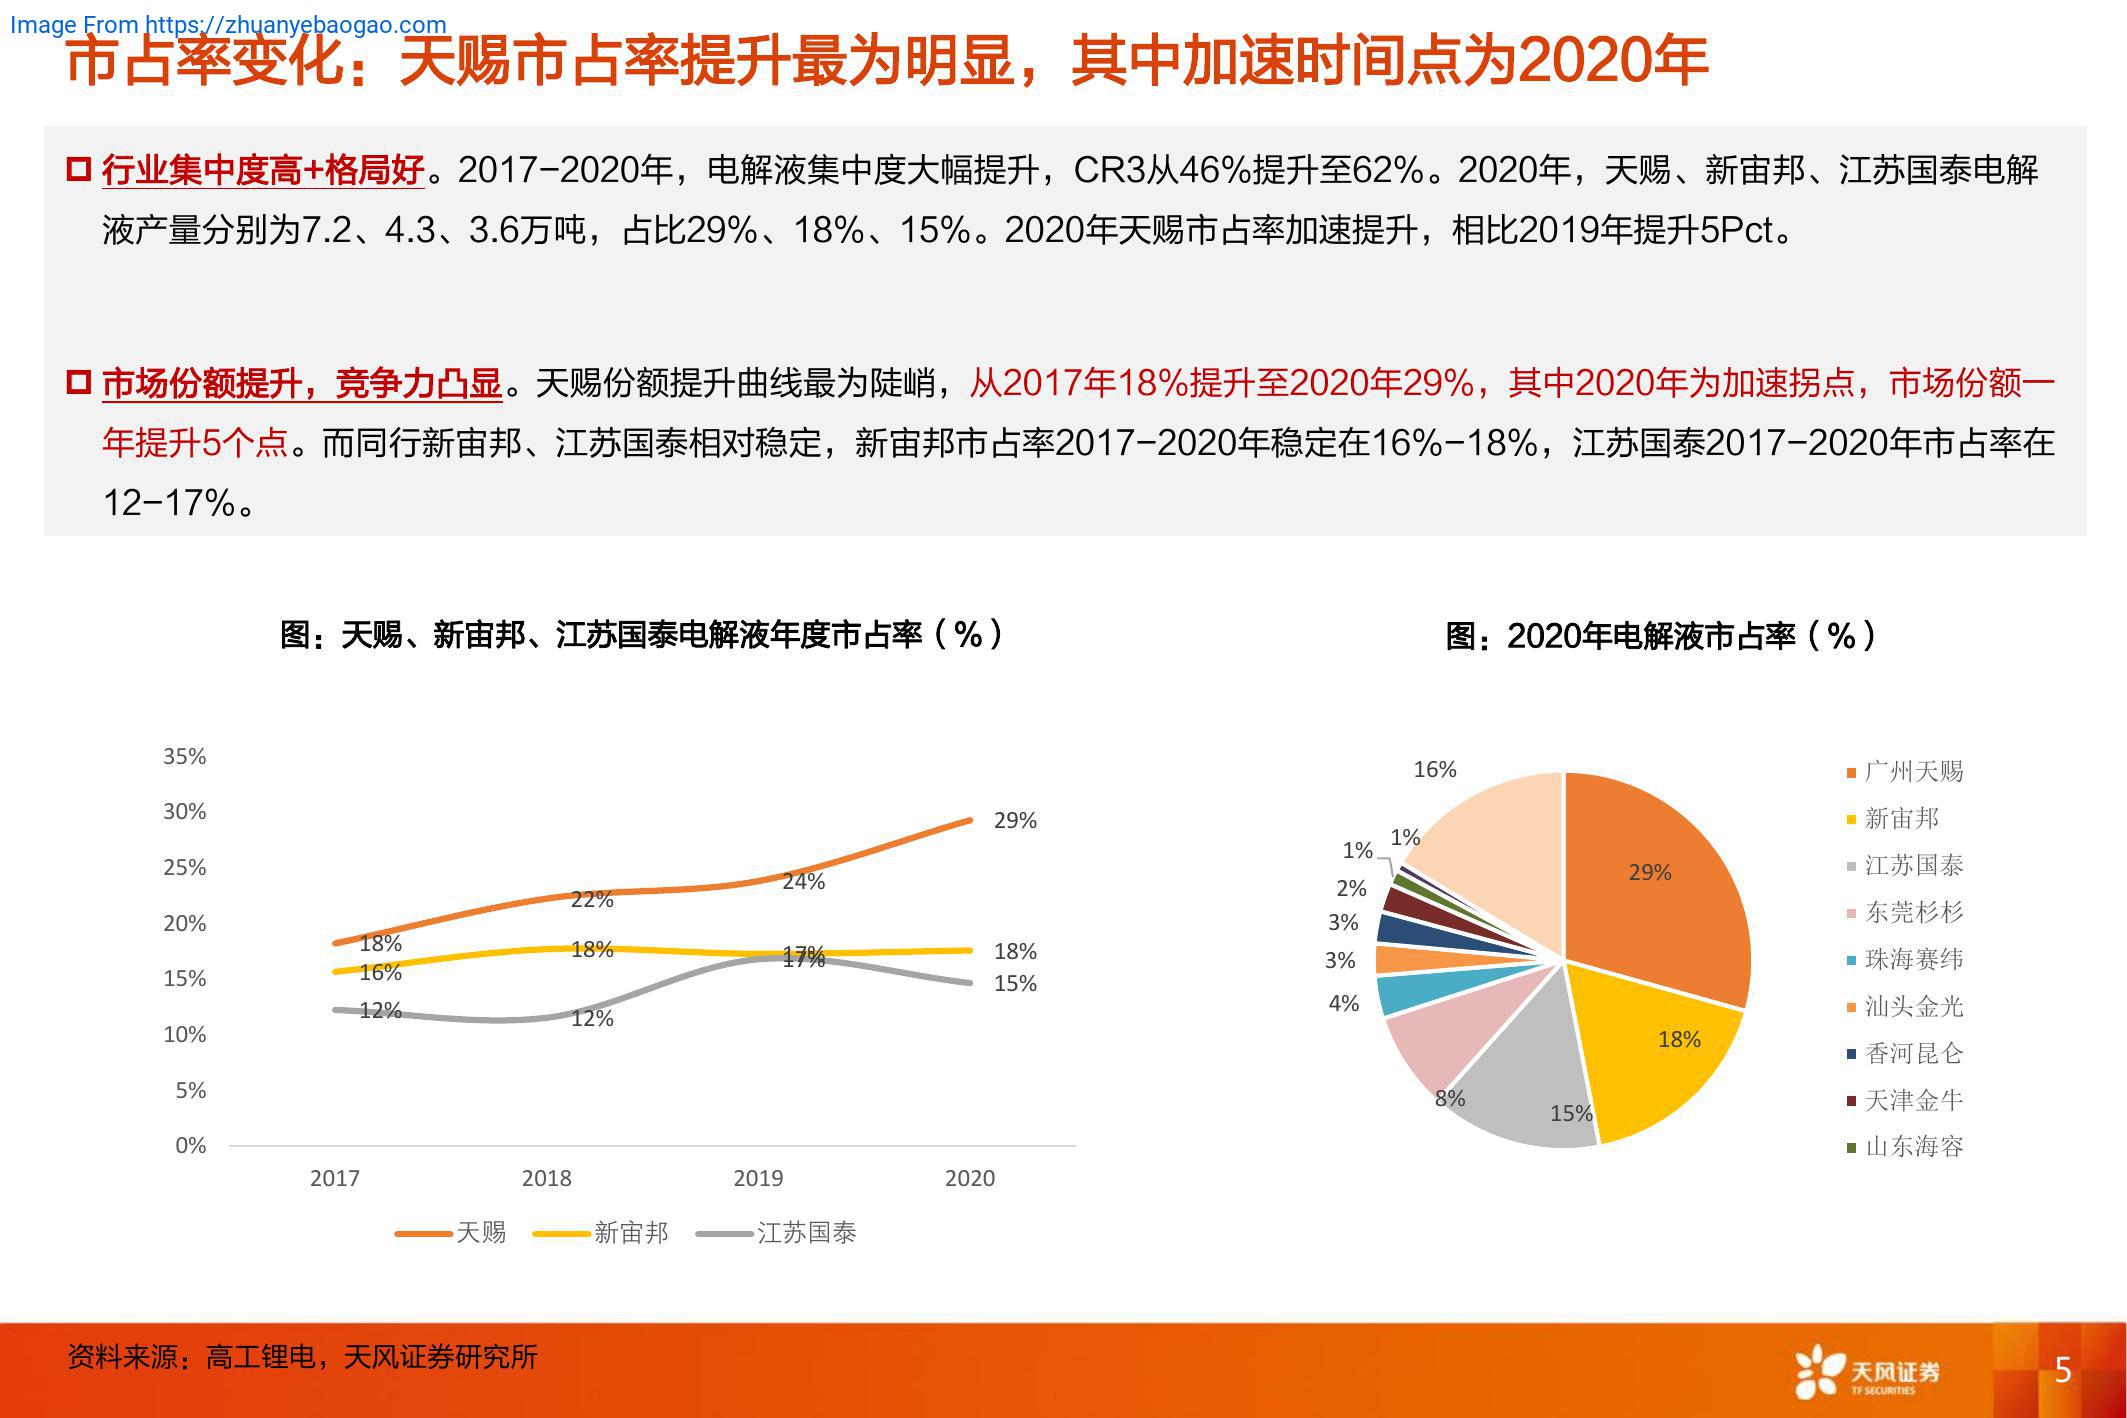 Image From https://zhuanyebaogao.com
市占率变化：天赐市占率提升最为明显，其中加速时间点为2020年
行业集中度高+格局好。2017-2020年，电解液集中度大幅提升，CR3从46%提升至62%。2020年，天赐、新宙邦、江苏国泰电解
液产量分别为7.2、4.3、3.6万吨，占比29%、18%、15%。2020年天赐市占率加速提升，相比2019年提升5Pct。
市场份额提升，竞争力凸显。天赐份额提升曲线最为陡峭，从2017年18%提升至2020年29%，其中2020年为加速拐点，市场份额一
年提升5个点。而同行新宙邦、江苏国泰相对稳定，新宙邦市占率2017-2020年稳定在16%-18%，江苏国泰2017-2020年市占率在
12-17%。
图：天赐、新宙邦、江苏国泰电解液年度市占率（%）
35%
30%
25%
20%
15%
10%
5%
0%
18%
22%
24%
29%
16%
18%
17%
18%
12%
12%
17%
15%
2017
2018
2019
2020
天赐
新宙邦
江苏国泰
图：2020年电解液市占率（%）
29%
18%
15%
8%
4%
3%
3%
2%
1%
1%
16%
广州天赐
新宙邦
江苏国泰
东莞杉杉
珠海赛纬
汕头金光
香河昆仑
天津金牛
山东海容
资料来源：高工锂电，天风证券研究所
天风证券
TF SECURITIES
5